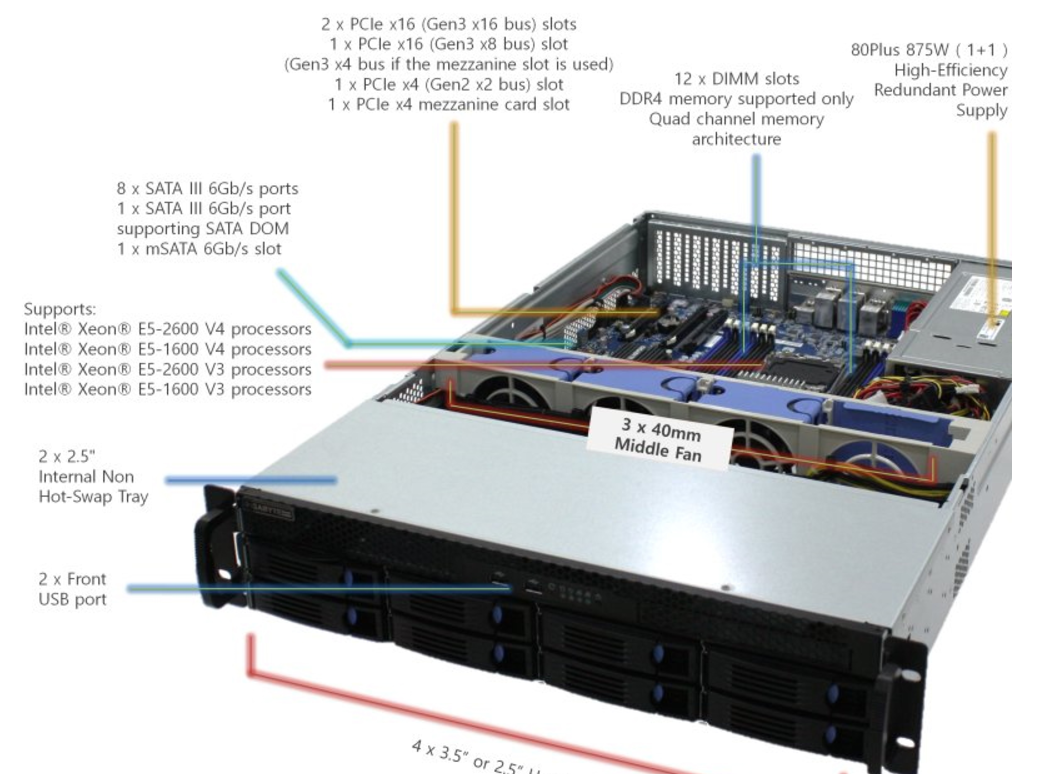 2 x PCIe x16 (Gen3 x16 bus) slots
1 x PCIe x16 (Gen3 x8 bus) slot
(Gen3 x4 bus if the mezzanine slot is used)
1 x PCIe x4 (Gen2 x2 bus) slot
1 x PCIe x4 mezzanine card slot
80Plus 875W ( 1+1 )
High-Efficiency
Redundant Power
Supply
12 x DIMM slots
DDR4 memory supported only
Quad channel memory
architecture
8 x SATA III 6Gb/s ports
1 x SATA III 6Gb/s port
supporting SATA DOM
1 x mSATA 6Gb/s slot
Supports:
Intel® Xeon® E5-2600 V4 processors
Intel® Xeon® E5-1600 V4 processors
Intel® Xeon® E5-2600 V3 processors
Intel® Xeon® E5-1600 V3 processors
3 x 40mm
Middle Fan
2 x 2.5"
Internal Non
Hot-Swap Tray
2 x Front
USB port
4 x 3.5" or 2.5"